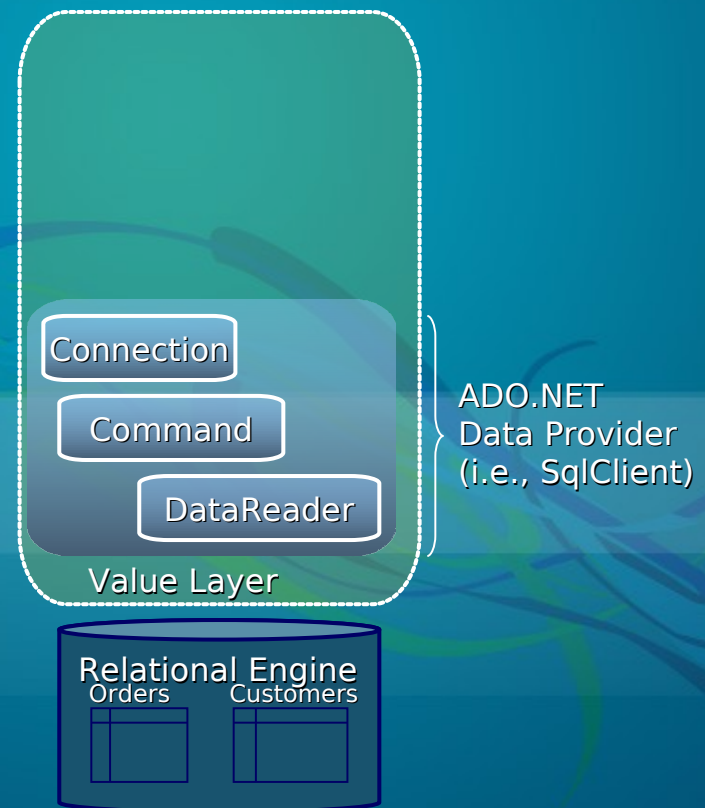 Connection
Command
DataReader
ADO.NET
Data Provider
(i.e., SqlClient)
Value Layer
Relational Engine
Orders
Customers